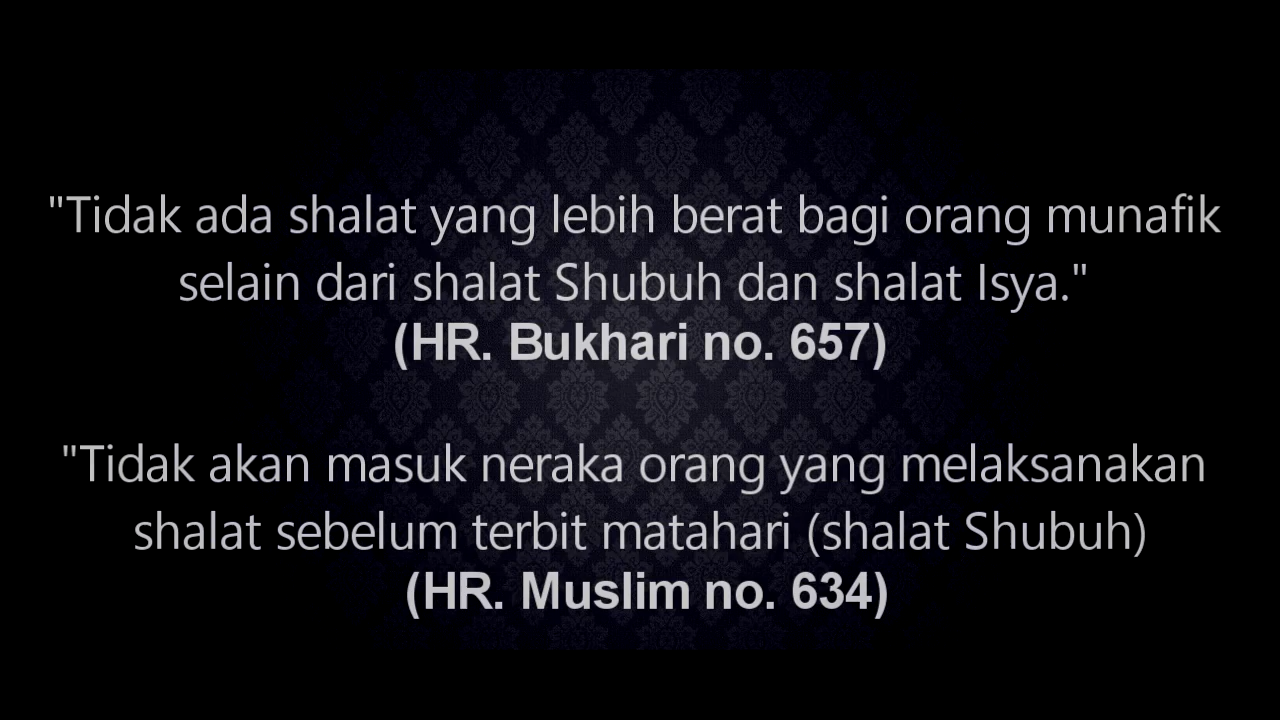 "Tidak ada shalat yang lebih berat bagi orang munafik
selain dari shalat Shubuh dan shalat Isya."
(HR. Bukhari no. 657)
"Tidak akan masuk neraka orang yang melaksanakan
shalat sebelum terbit matahari (shalat Shubuh)
(HR. Muslim no. 634)